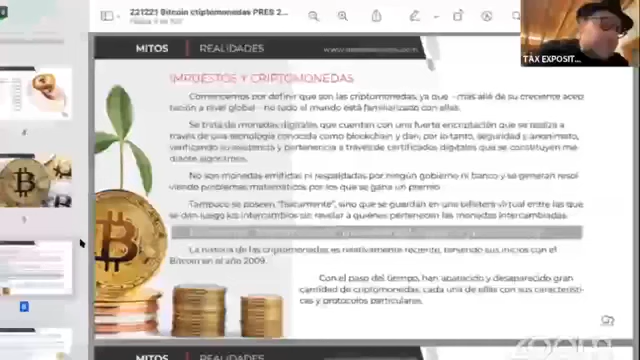 221221 Bitcoin criptomonedas PRES 2...
TAX EXPOSIT...
MITOS | REALIDADES
IMPUESTOS Y CRIPTOMONEDAS
Comencemos por definir que son las criptomonedas, ya que -más allá de su creciente acep
tación a nivel global- no todo el mundo está familiarizado con ellas.
Se trata de monedas digitales que cuentan con una fuerte encriptación que se realiza a
través de una tecnología conocida como blockchain y dan, por lo tanto, seguridad y anonimato,
verificando su existencia y pertenencia a través de certificados digitales que se constituyen me
diante algoritmos.
No son monedas emitidas ni respaldadas por ningún gobierno ni banco y se generan resol
viendo problemas matemáticos por los que se gana un premio.
Tampoco se poseen "físicamente", sino que se guardan en una billetera virtual entre las que
se dan luego los intercambios sin revelar a quiénes pertenecen las monedas intercambiadas.
La historia de las criptomonedas es relativamente reciente, teniendo sus inicios con el
Bitcoin en el año 2009.
Con el paso del tiempo, han aparecido y desaparecido gran
cantidad de criptomonedas, cada una de ellas con sus característi-
cas y protocolos particulares.
zoom
MITOS | REALIDADES